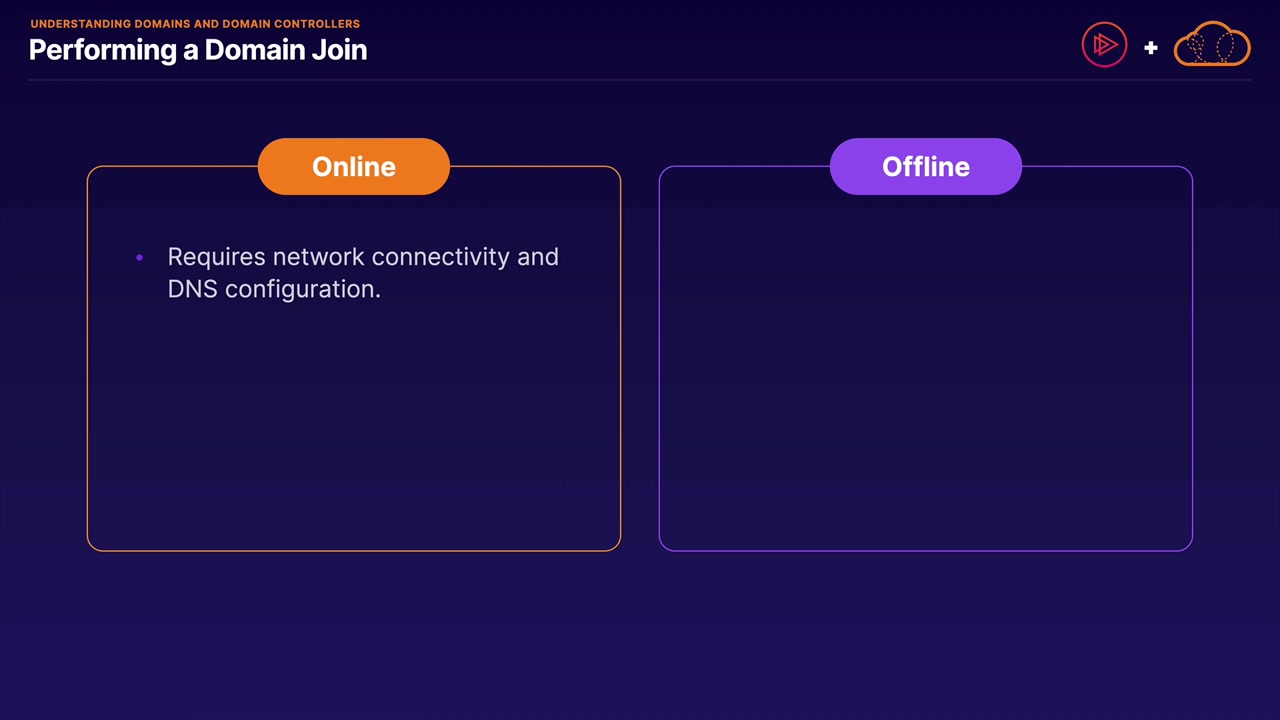 UNDERSTANDING DOMAINS AND DOMAIN CONTROLLERS
Performing a Domain Join
+
Online
Offline
• Requires network connectivity and
DNS configuration.